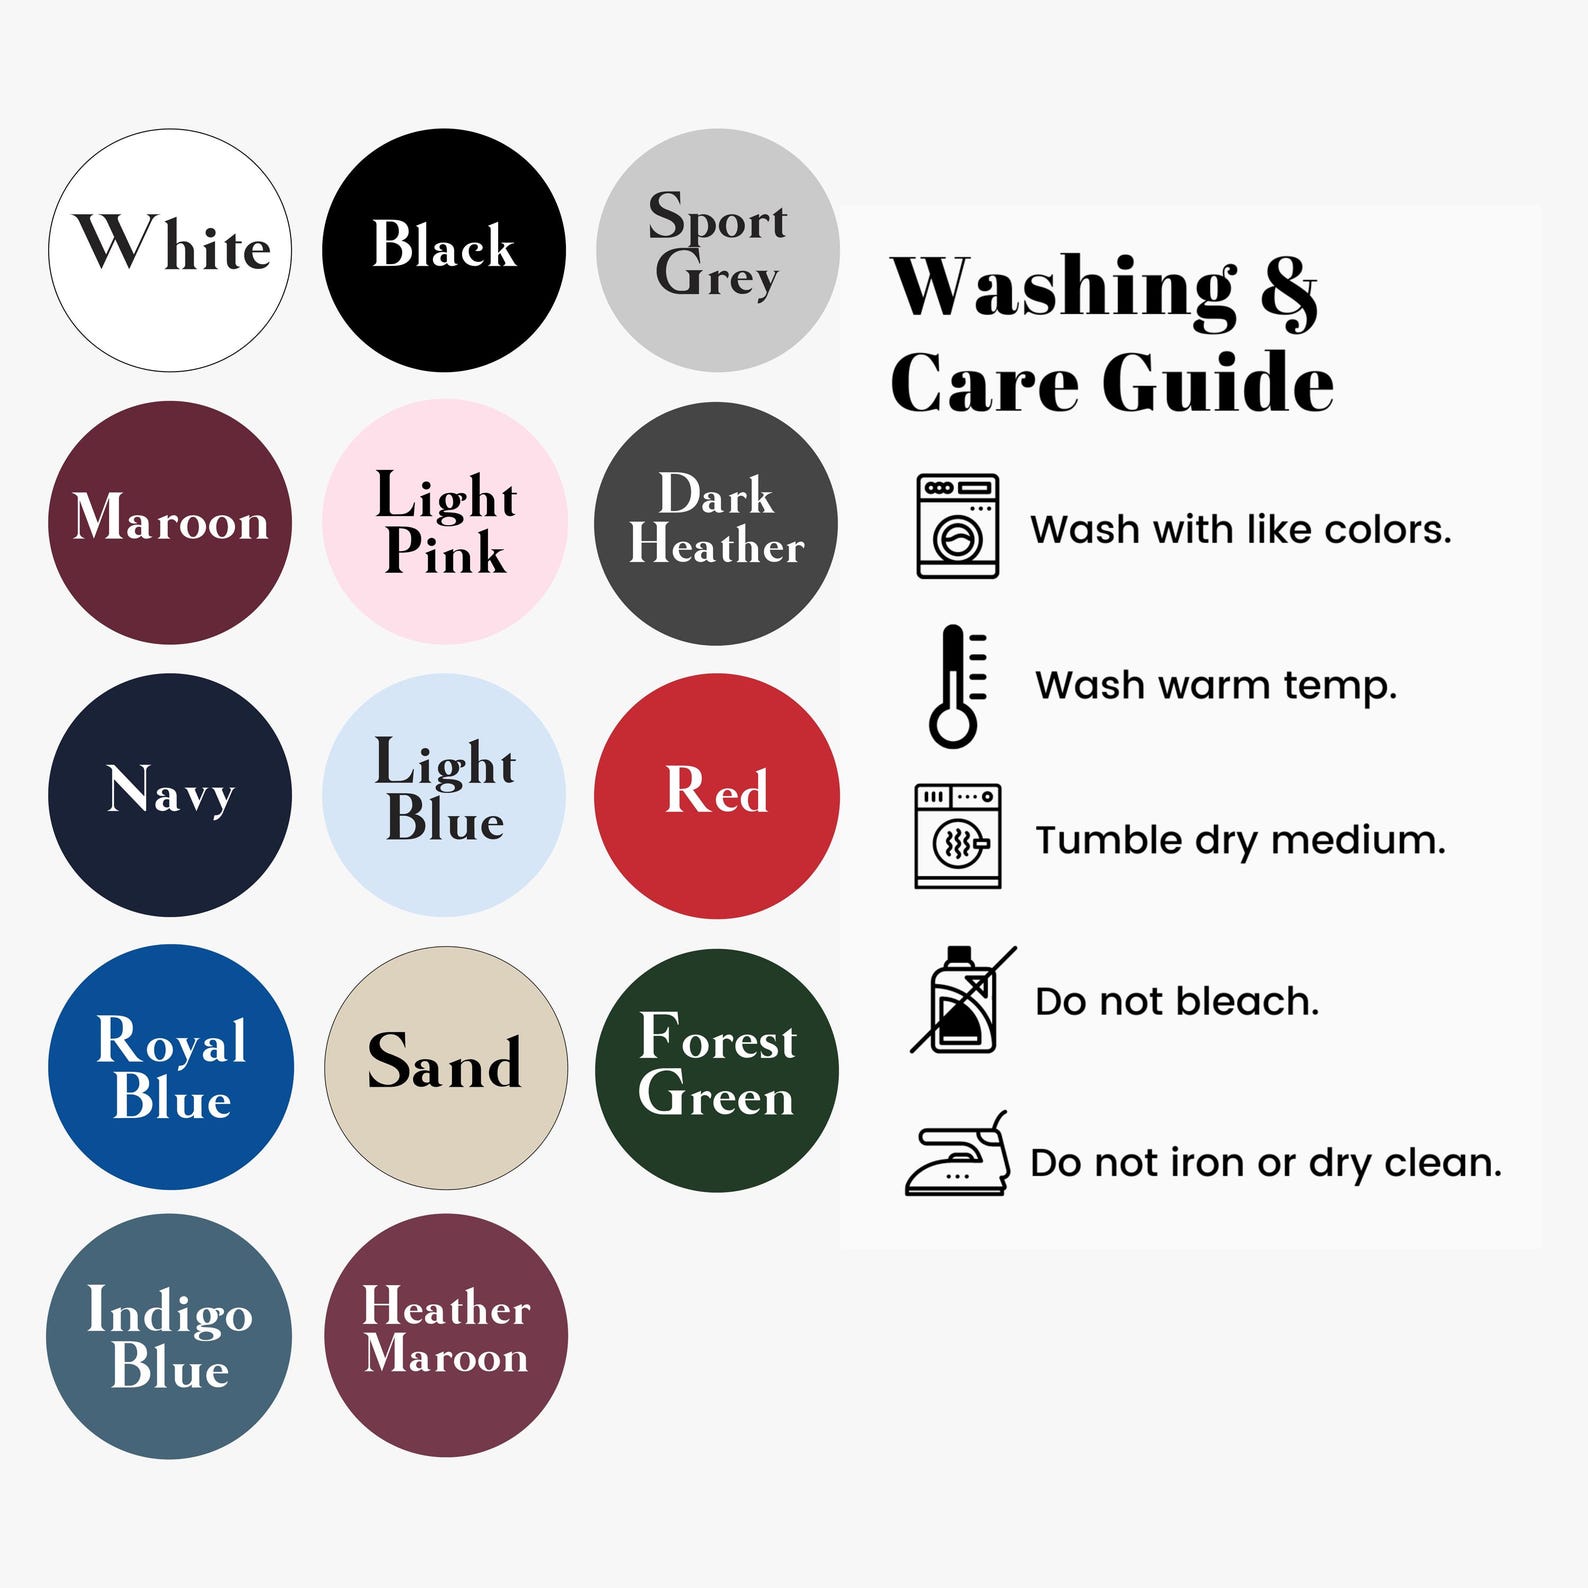 White
Black
Sport
Grey
Maroon
Light
Pink
Dark
Heather
Navy
Light
Blue
Red
Royal
Blue
Sand
Forest
Green
Indigo
Blue
Heather
Maroon
Washing &
Care Guide
Wash with like colors.
Wash warm temp.
Tumble dry medium.
Do not bleach.
Do not iron or dry clean.